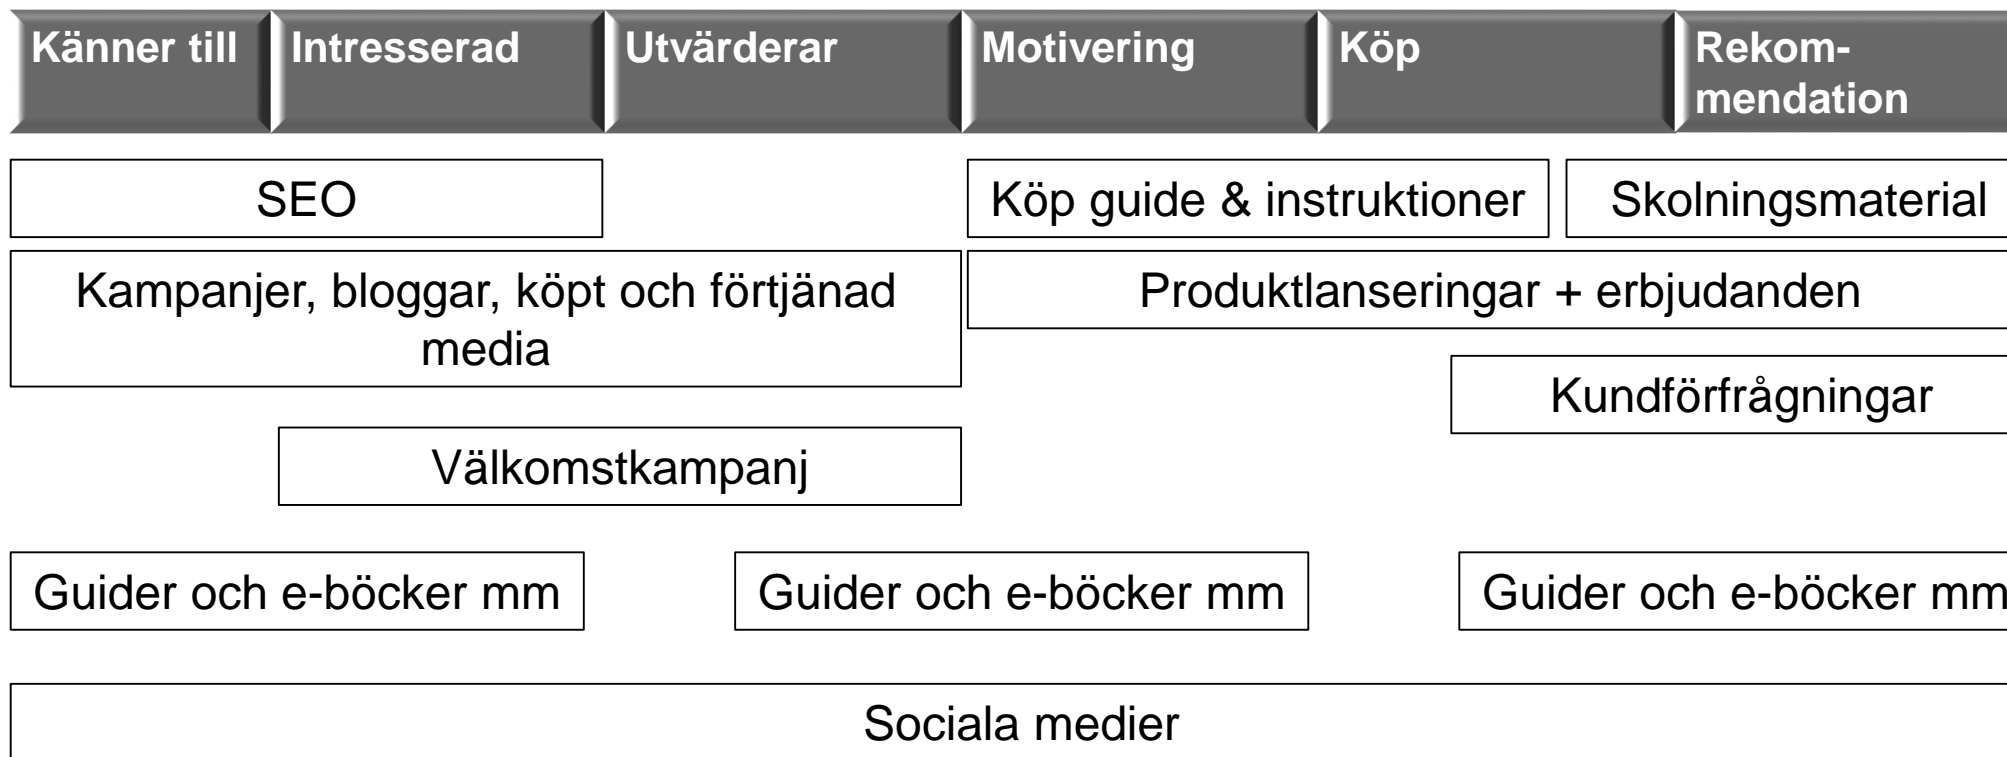 Känner till
Intresserad
Utvärderar
Motivering
Köp
Rekom-
mendation
SEO
Köp guide & instruktioner
Skolningsmaterial
Kampanjer, bloggar, köpt och förtjänad
media
Produktlanseringar + erbjudanden
Kundförfrågningar
Välkomstkampanj
Guider och e-böcker mm
Guider och e-böcker mm
Guider och e-böcker mm
Sociala medier